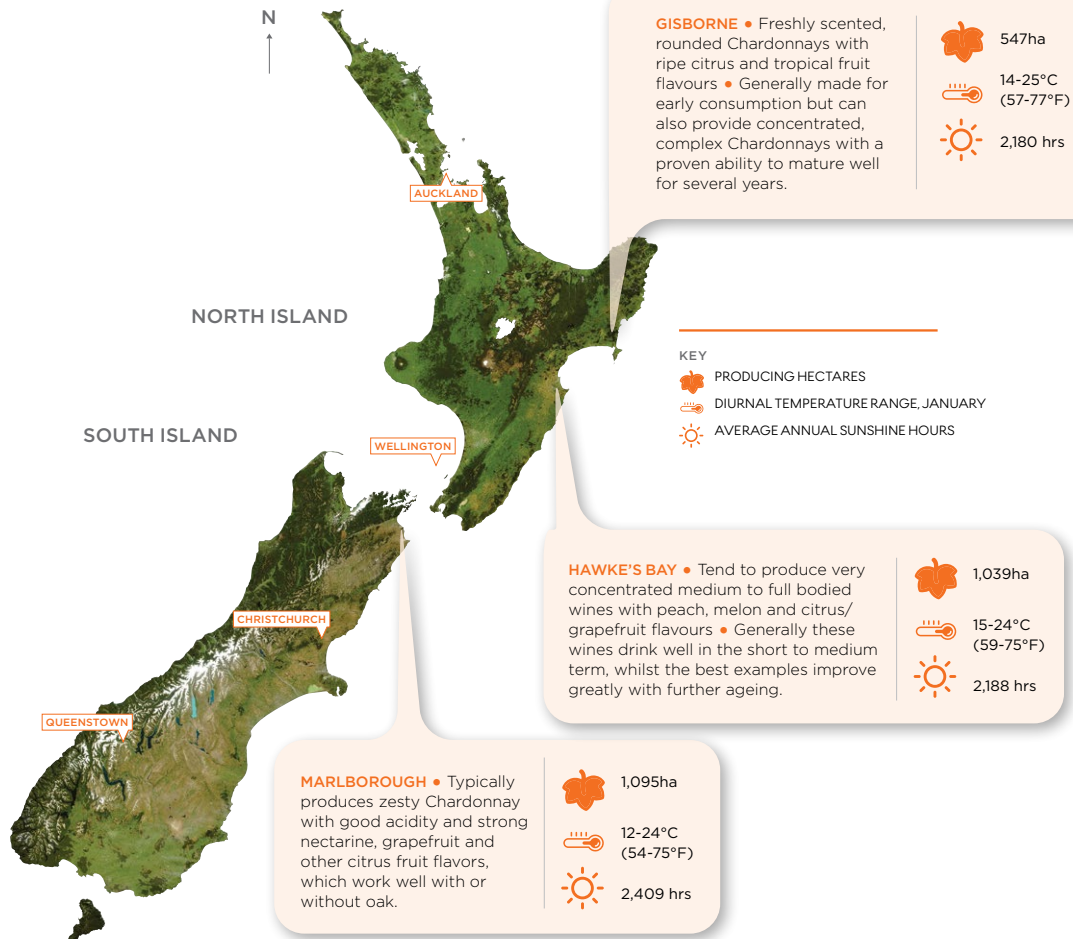 N
GISBORNE • Freshly scented,
rounded Chardonnays with
ripe citrus and tropical fruit
flavours • Generally made for
early consumption but can
also provide concentrated,
complex Chardonnays with a
proven ability to mature well
for several years.
547ha
14-25°C
(57-77°F)
2,180 hrs
AUCKLAND
NORTH ISLAND
KEY
PRODUCING HECTARES
DIURNAL TEMPERATURE RANGE, JANUARY
AVERAGE ANNUAL SUNSHINE HOURS
SOUTH ISLAND
WELLINGTON
HAWKE'S BAY • Tend to produce very
concentrated medium to full bodied
wines with peach, melon and citrus/
grapefruit flavours • Generally these
wines drink well in the short to medium
term, whilst the best examples improve
greatly with further ageing.
1,039ha
15-24°C
(59-75°F)
2,188 hrs
CHRISTCHURCH
QUEENSTOWN
MARLBOROUGH • Typically
produces zesty Chardonnay
with good acidity and strong
nectarine, grapefruit and
other citrus fruit flavors,
which work well with or
without oak.
1,095ha
12-24°C
(54-75°F)
2,409 hrs